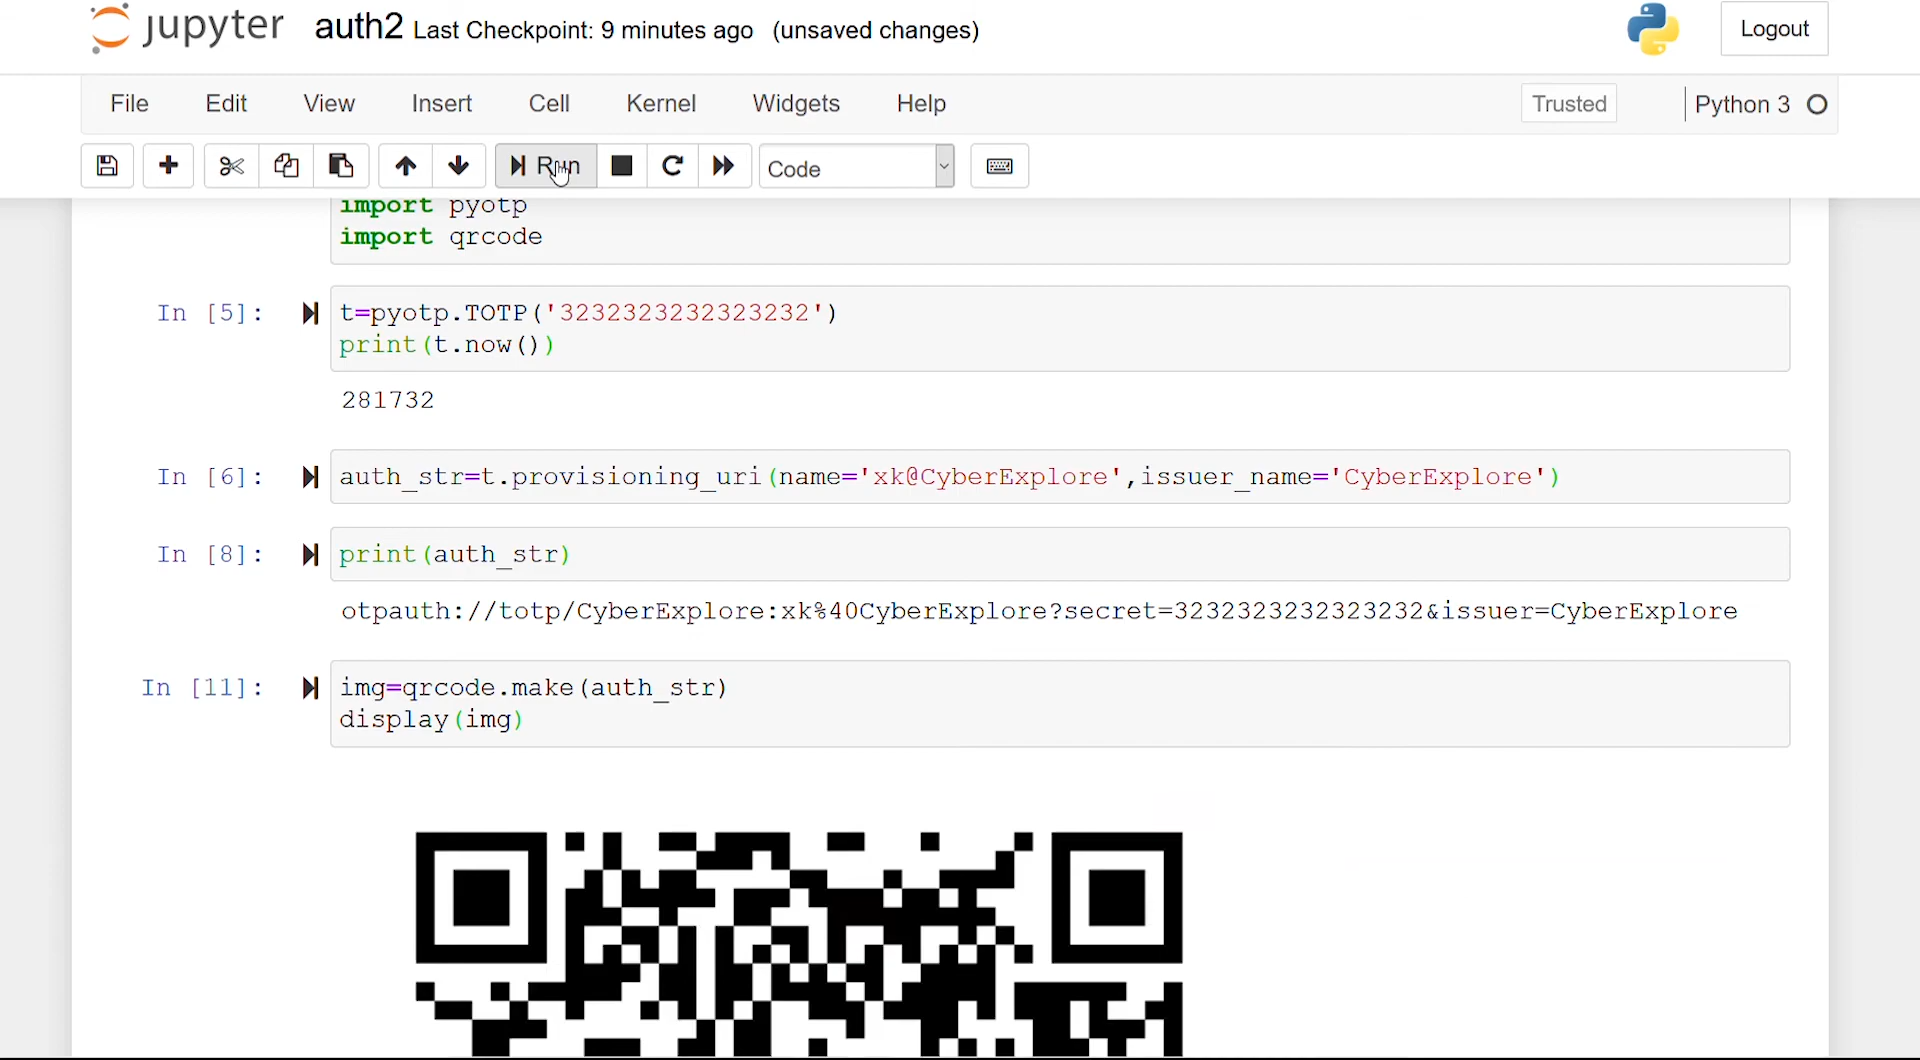 jupyter auth2 Last Checkpoint: 9 minutes ago (unsaved changes)
Logout
File Edit View Insert Cell Kernel Widgets Help
Trusted
Python 3
Run
Code
import pyotp
import qrcode
In [5]:
t=pyotp.TOTP('3232323232323232')
print(t.now())
281732
In [6]:
auth_str=t.provisioning_uri(name='xk@CyberExplore',issuer_name='CyberExplore')
In [8]:
print(auth_str)
otpauth://totp/CyberExplore:xk%40CyberExplore?secret=3232323232323232&issuer=CyberExplore
In [11]:
img=qrcode.make(auth_str)
display(img)